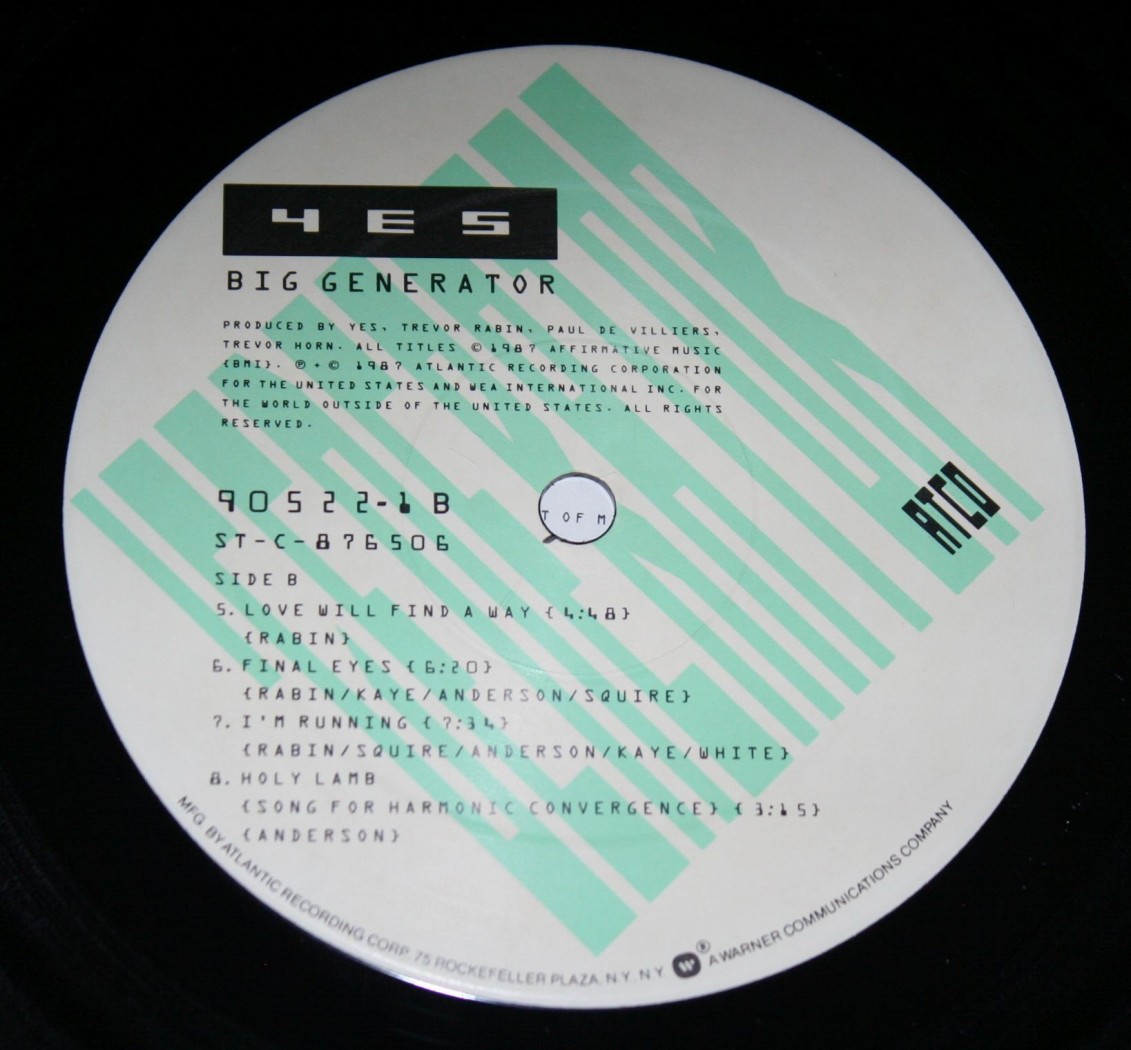 YES
BIG GENERATOR
PRODUCED BY YES, TREVOR RABIN, PAUL DE VILLIERS,
TREVOR HORN. ALL TITLES © 1987 AFFIRMATIVE MUSIC
{BMI}. ℗ + © 1987 ATLANTIC RECORDING CORPORATION
FOR THE UNITED STATES AND WEA INTERNATIONAL INC. FOR
THE WORLD OUTSIDE OF THE UNITED STATES. ALL RIGHTS
RESERVED.
90522-1 B
ST-C-876506
SIDE B
5. LOVE WILL FIND A WAY {4:48}
{RABIN}
6. FINAL EYES {6:20}
{RABIN/KAYE/ANDERSON/SQUIRE}
7. I'M RUNNING {7:34}
{RABIN/SQUIRE/ANDERSON/KAYE/WHITE}
8. HOLY LAMB
{SONG FOR HARMONIC CONVERGENCE} {3:15}
{ANDERSON}
ATCO
T OF M
MFG. BY ATLANTIC RECORDING CORP. 75 ROCKEFELLER PLAZA. N.Y. N.Y. W ® A WARNER COMMUNICATIONS COMPANY